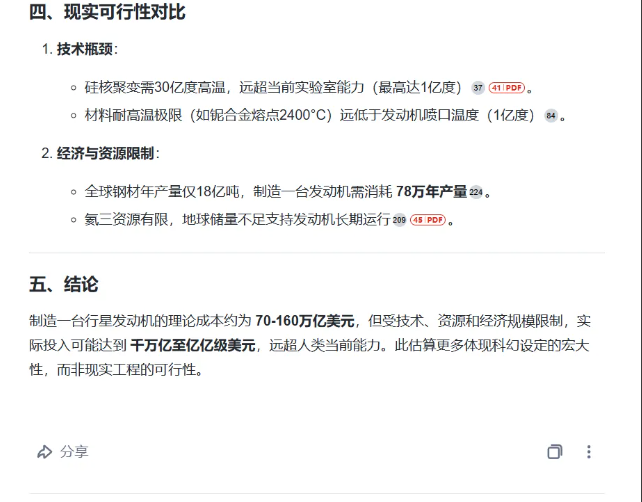 四、现实可行性对比
1. 技术瓶颈：
硅核聚变需30亿度高温，远超当前实验室能力（最高达1亿度） 37 41 | PDF 。
材料耐高温极限（如铌合金熔点2400°C）远低于发动机喷口温度（1亿度） 84 。
2. 经济与资源限制：
全球钢材年产量仅18亿吨，制造一台发动机需消耗 78万年产量 224 。
氦三资源有限，地球储量不足支持发动机长期运行 209 45 | PDF 。
五、结论
制造一台行星发动机的理论成本约为 70-160万亿美元，但受技术、资源和经济规模限制，实
际投入可能达到 千万亿至亿亿级美元，远超人类当前能力。此估算更多体现科幻设定的宏大
性，而非现实工程的可行性。
分享